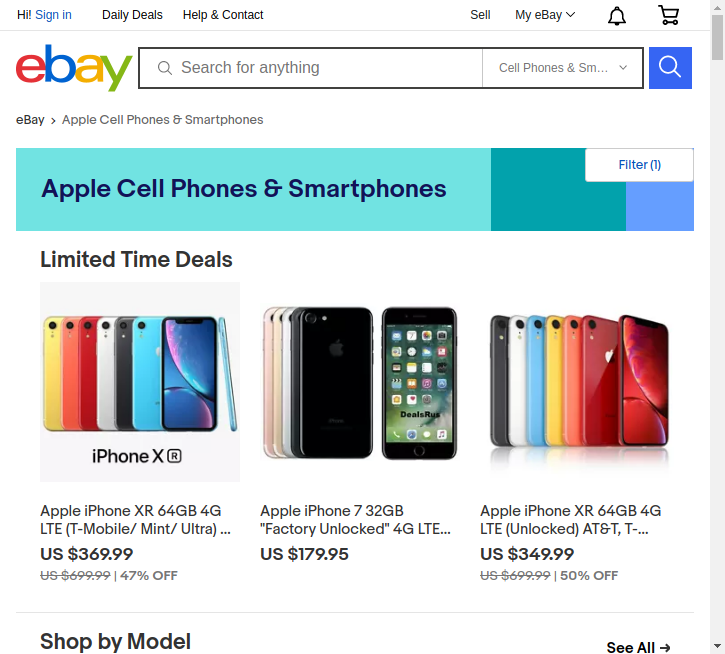 Hi! Sign in Daily Deals Help & Contact Sell My eBay
ebay Search for anything Cell Phones & Sm...
eBay > Apple Cell Phones & Smartphones
Filter (1)
Apple Cell Phones & Smartphones
Limited Time Deals
iPhone XR
DealsRus
iPhone
Apple iPhone XR 64GB 4G
LTE (T-Mobile/ Mint/ Ultra) ...
US $369.99
US $699.99 | 47% OFF
Apple iPhone 7 32GB
"Factory Unlocked" 4G LTE...
US $179.95
Apple iPhone XR 64GB 4G
LTE (Unlocked) AT&T, T-...
US $349.99
US $699.99 | 50% OFF
Shop by Model
See All →